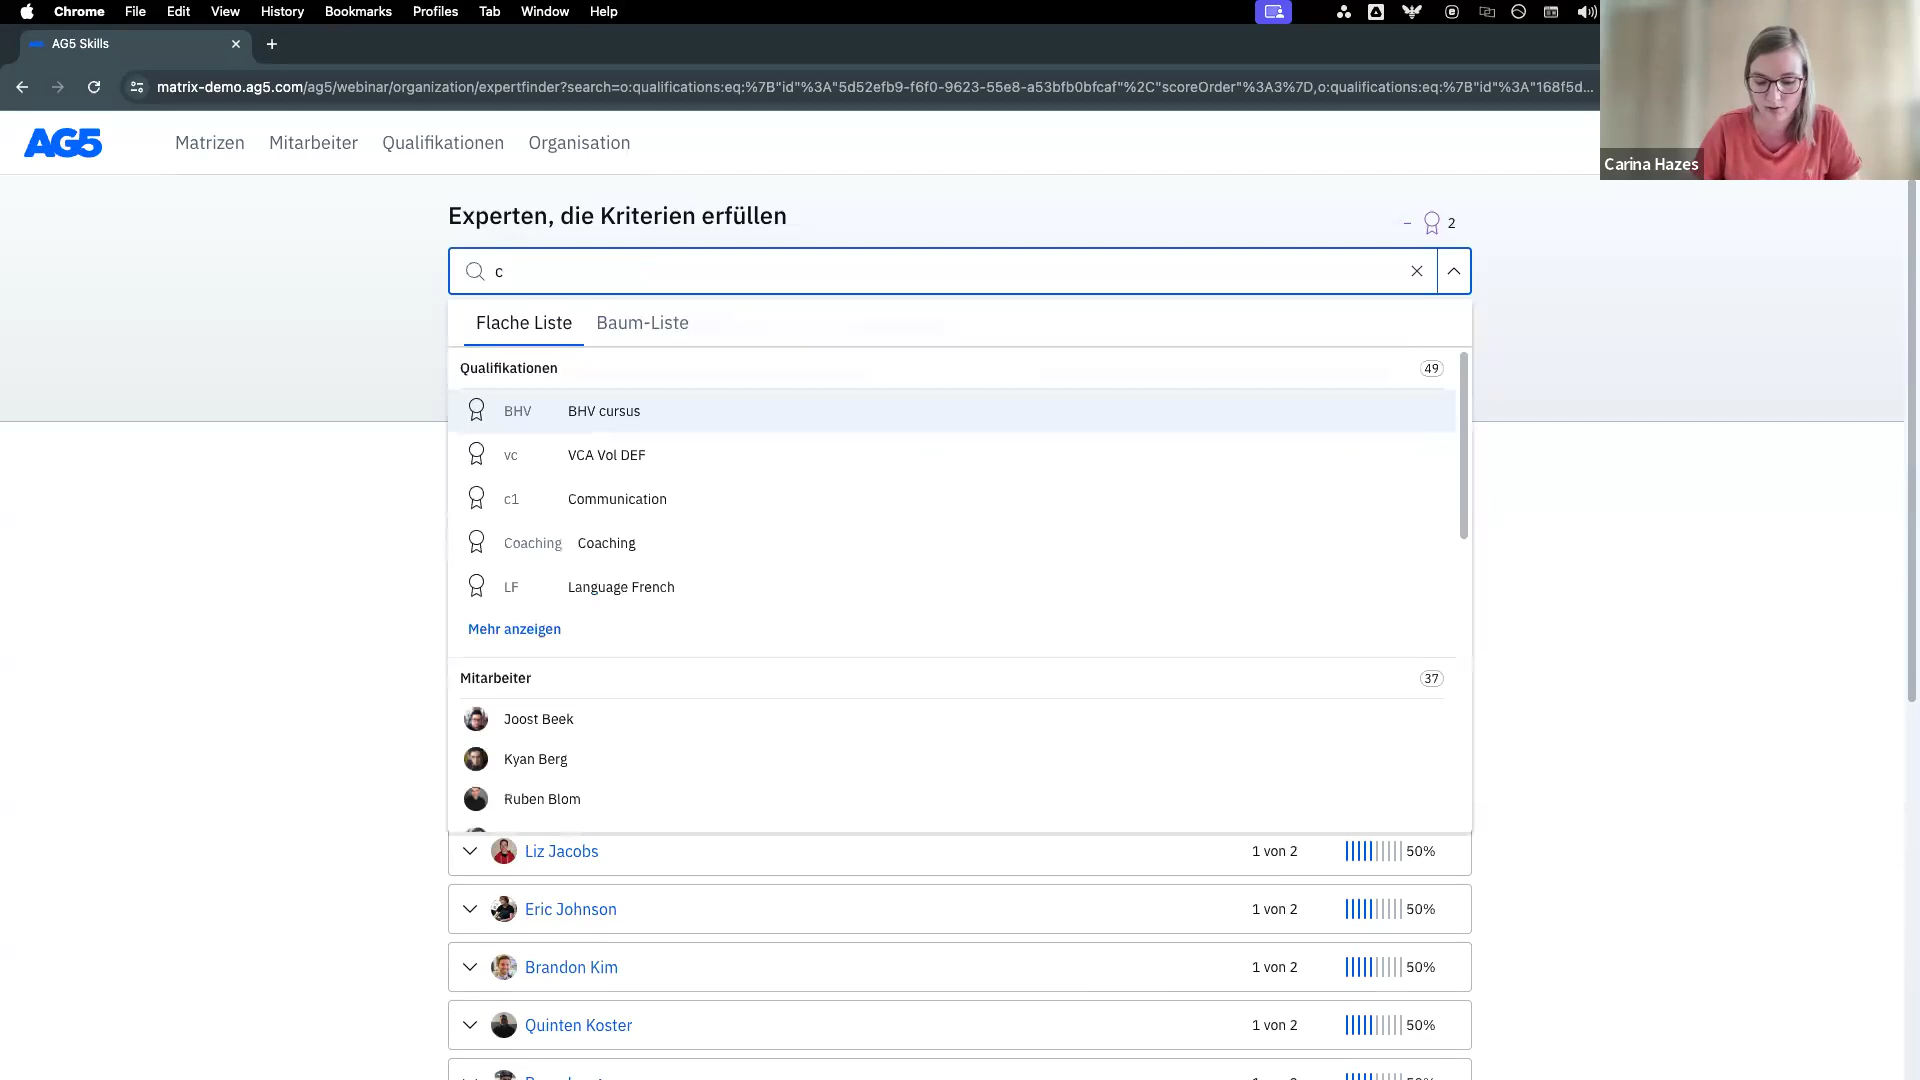 Chrome File Edit View History Bookmarks Profiles Tab Window Help
AG5 Skills
matrix-demo.ag5.com/ag5/webinar/organization/expertfinder?search=o:qualifications:eq:;%7B"id"%3A"5d52efb9-f6f0-9623-55e8-a53bfb0bfcaf"%2C"scoreOrder"%3A3%7D,o:qualifications:eq:;%7B"id"%3A"168f5d...
Carina Hazes
AG5 Matrizen Mitarbeiter Qualifikationen Organisation
Experten, die Kriterien erfüllen
– 2
c
Flache Liste Baum-Liste
Qualifikationen 49
BHV BHV cursus
vc VCA Vol DEF
c1 Communication
Coaching Coaching
LF Language French
Mehr anzeigen
Mitarbeiter 37
Joost Beek
Kyan Berg
Ruben Blom
Liz Jacobs 1 von 2 50%
Eric Johnson 1 von 2 50%
Brandon Kim 1 von 2 50%
Quinten Koster 1 von 2 50%